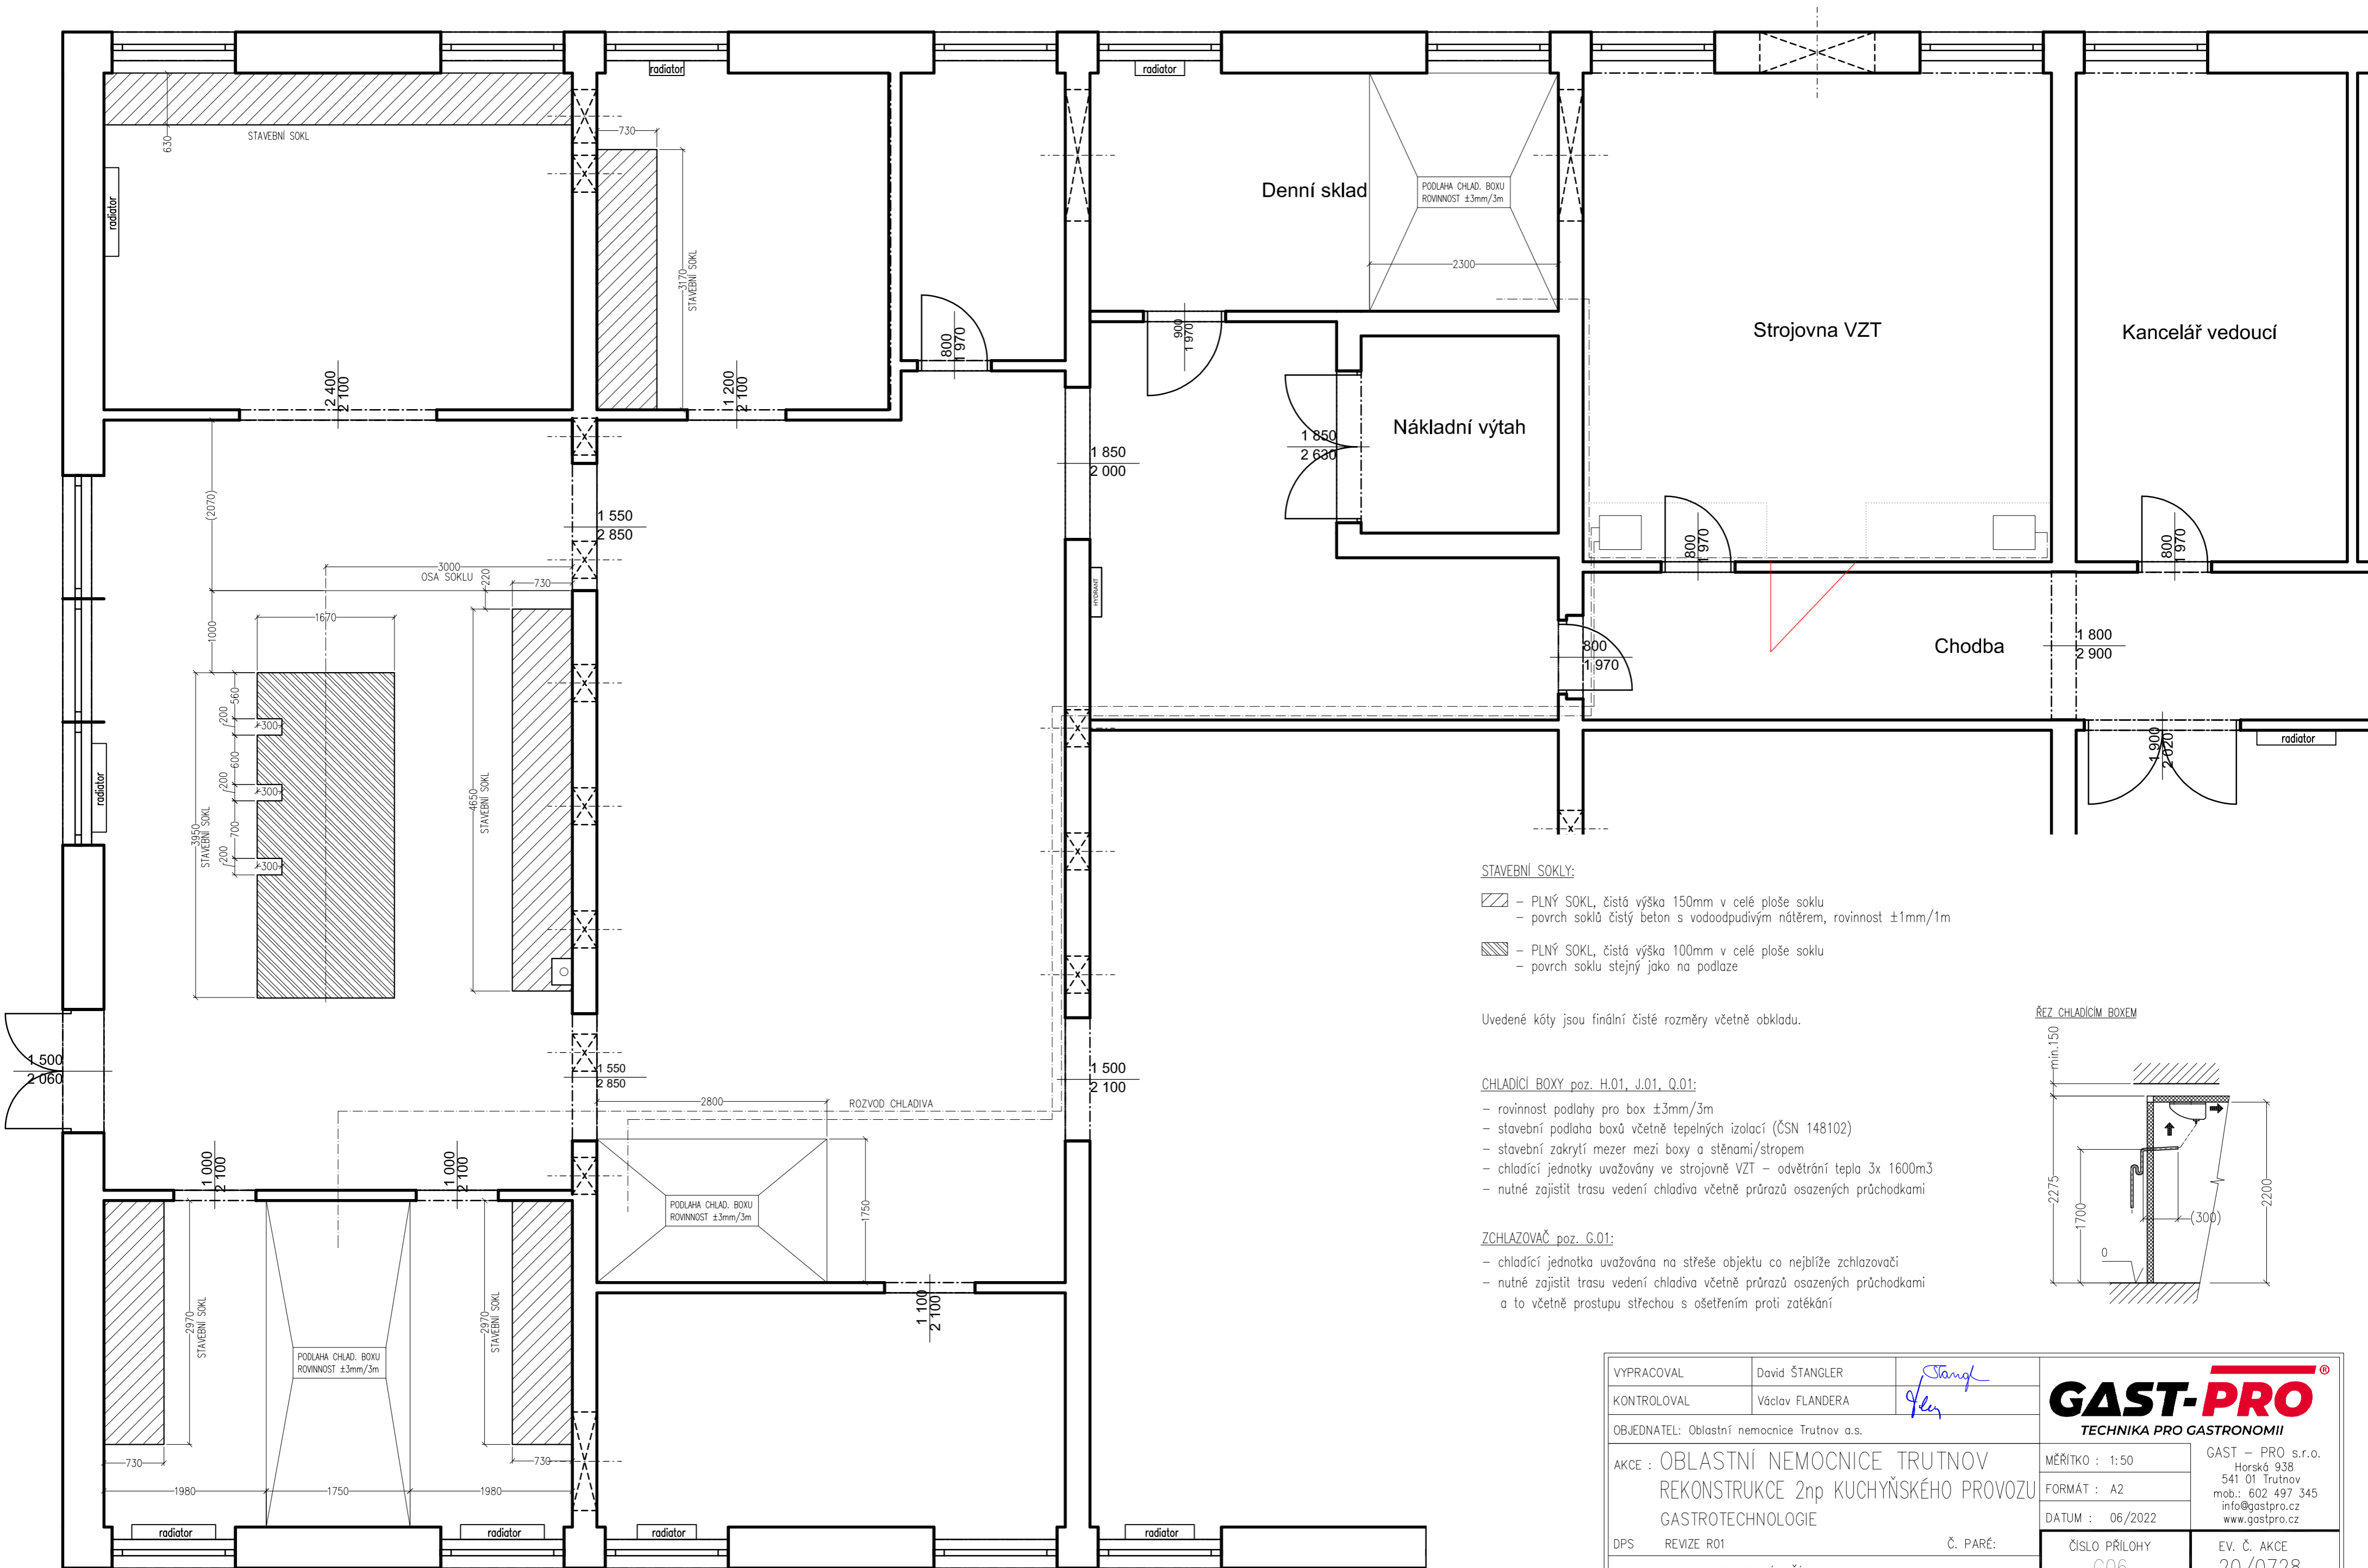 radiator
radiator
STAVEBNÍ SOKL
630
730
radiator
3170
STAVEBNÍ SOKL
Denní sklad
PODLAHA CHLAD. BOXU
ROVINNOST ±3mm/3m
2300
Strojovna VZT
Kancelář vedoucí
800
1 970
900
1 970
2 400
2 100
1 200
2 100
Nákladní výtah
1 850
2 630
1 850
2 000
(2070)
1 550
2 850
3000
OSA SOKLU
220
730
1000
1670
HYDRANT
800
1 970
800
1 970
800
1 970
Chodba
1 800
2 900
1 900
2 020
radiator
560
200
300
600
200
300
700
200
300
3950
STAVEBNÍ SOKL
4650
STAVEBNÍ SOKL
radiator
STAVEBNÍ SOKLY:
– PLNÝ SOKL, čistá výška 150mm v celé ploše soklu
– povrch soklů čistý beton s vodoodpudivým nátěrem, rovinnost ±1mm/1m
– PLNÝ SOKL, čistá výška 100mm v celé ploše soklu
– povrch soklu stejný jako na podlaze
Uvedené kóty jsou finální čisté rozměry včetně obkladu.
CHLADÍCÍ BOXY poz. H.01, J.01, Q.01:
– rovinnost podlahy pro box ±3mm/3m
– stavební podlaha boxů včetně tepelných izolací (ČSN 148102)
– stavební zakrytí mezer mezi boxy a stěnami/stropem
– chladící jednotky uvažovány ve strojovně VZT – odvětrání tepla 3x 1600m3
– nutné zajistit trasu vedení chladiva včetně průrazů osazených průchodkami
ZCHLAZOVAČ poz. G.01:
– chladící jednotka uvažována na střeše objektu co nejblíže zchlazovači
– nutné zajistit trasu vedení chladiva včetně průrazů osazených průchodkami
a to včetně prostupu střechou s ošetřením proti zatékání
ŘEZ CHLADÍCÍM BOXEM
min.150
2275
1700
(300)
2200
0
1 500
2 060
1 550
2 850
1 500
2 100
2800
ROZVOD CHLADIVA
1 000
2 100
1 000
2 100
PODLAHA CHLAD. BOXU
ROVINNOST ±3mm/3m
1750
1 100
2 100
2970
STAVEBNÍ SOKL
PODLAHA CHLAD. BOXU
ROVINNOST ±3mm/3m
2970
STAVEBNÍ SOKL
730
730
1980
1750
1980
radiator
radiator
radiator
radiator
VYPRACOVAL
David ŠTANGLER
KONTROLOVAL
Václav FLANDERA
OBJEDNATEL: Oblastní nemocnice Trutnov a.s.
AKCE : OBLASTNÍ NEMOCNICE TRUTNOV
REKONSTRUKCE 2np KUCHYŇSKÉHO PROVOZU
GASTROTECHNOLOGIE
DPS REVIZE R01 Č. PARÉ:
GAST-PRO ®
TECHNIKA PRO GASTRONOMII
MĚŘÍTKO : 1:50
FORMÁT : A2
DATUM : 06/2022
GAST – PRO s.r.o.
Horská 938
541 01 Trutnov
mob.: 602 497 345
info@gastpro.cz
www.gastpro.cz
ČÍSLO PŘÍLOHY
EV. Č. AKCE
20/0728